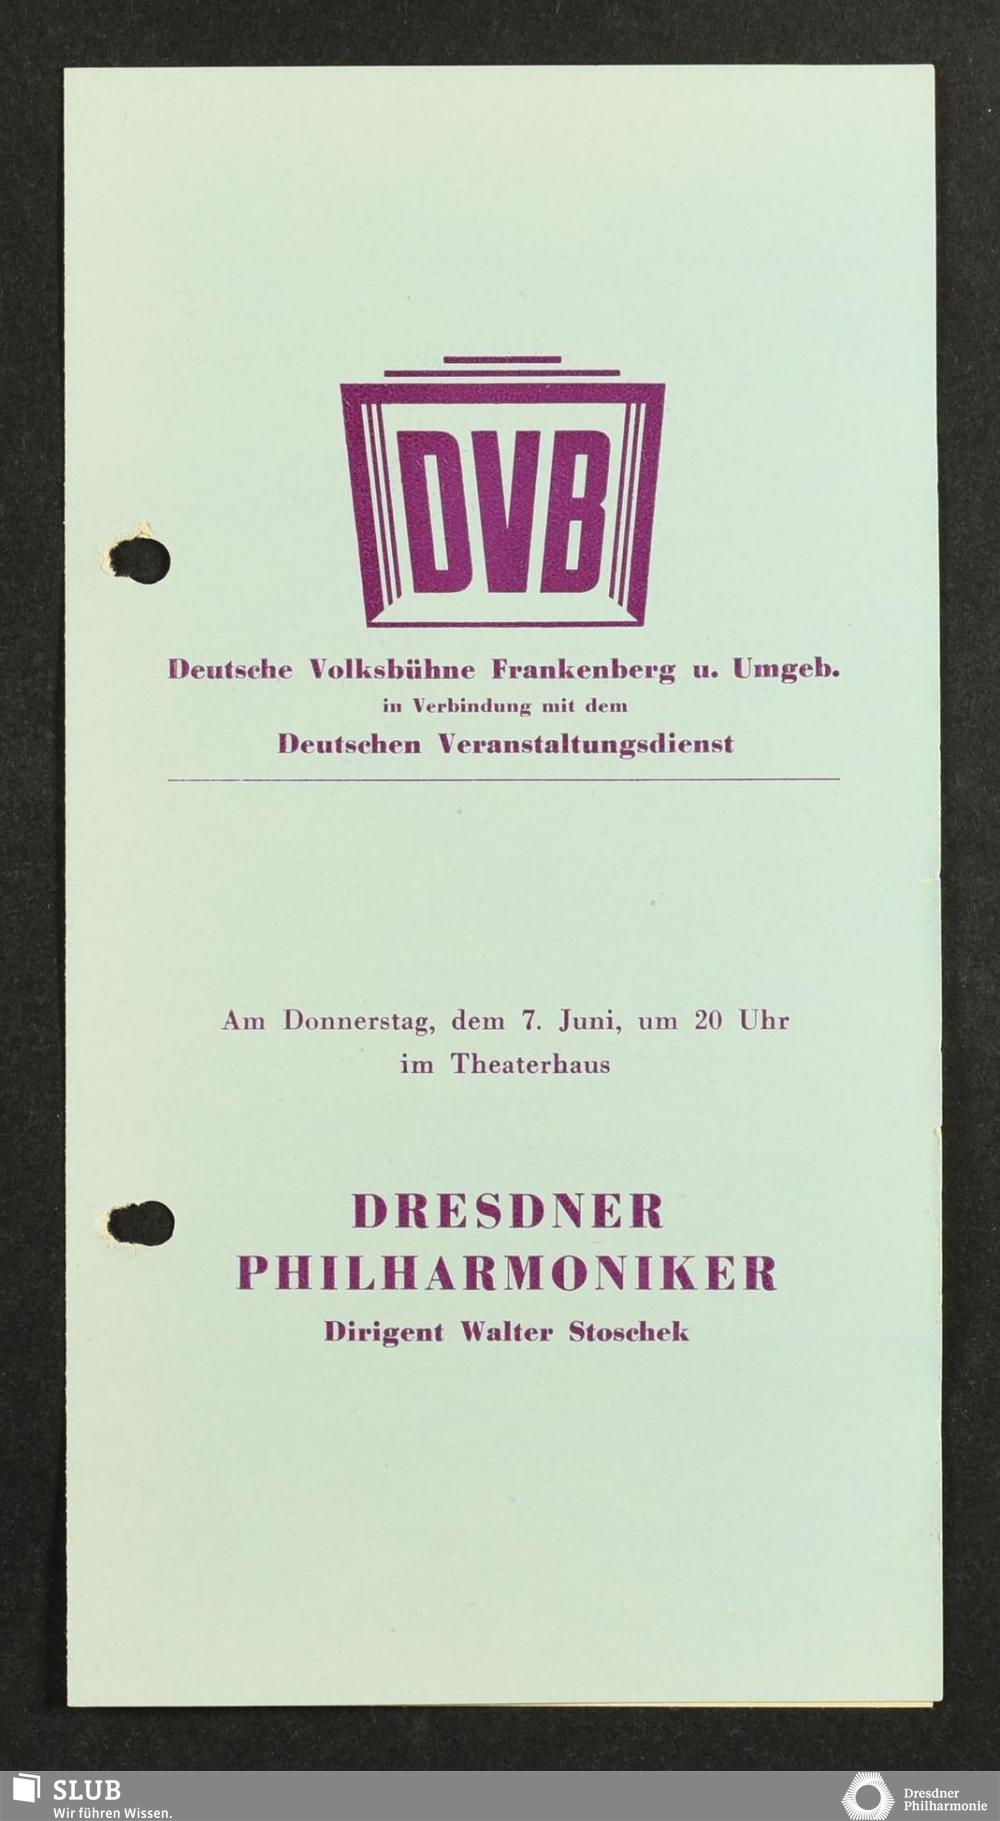 DVB
Deutsche Volksbühne Frankenberg u. Umgeb.
in Verbindung mit dem
Deutschen Veranstaltungsdienst
Am Donnerstag, dem 7. Juni, um 20 Uhr
im Theaterhaus
DRESDNER
PHILHARMONIKER
Dirigent Walter Stoschek
SLUB
Wir führen Wissen.
Dresdner
Philharmonie